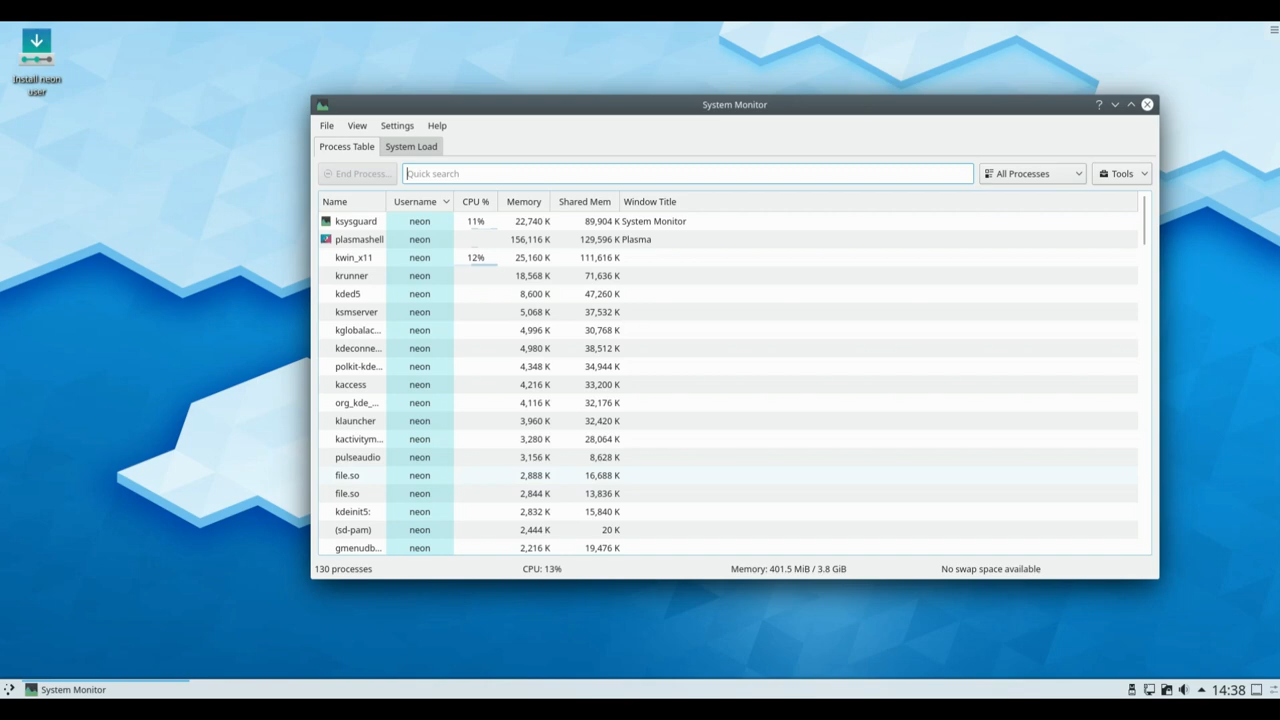 Install neon
user
System Monitor
File View Settings Help
Process Table System Load
End Process... Quick search All Processes Tools
Name Username CPU % Memory Shared Mem Window Title
ksysguard neon 11% 22,740 K 89,904 K System Monitor
plasmashell neon 156,116 K 129,596 K Plasma
kwin_x11 neon 12% 25,160 K 111,616 K
krunner neon 18,568 K 71,636 K
kded5 neon 8,600 K 47,260 K
ksmserver neon 5,068 K 37,532 K
kglobalac... neon 4,996 K 30,768 K
kdeconne... neon 4,980 K 38,512 K
polkit-kde... neon 4,348 K 34,944 K
kaccess neon 4,216 K 33,200 K
org_kde_... neon 4,116 K 32,176 K
klauncher neon 3,960 K 32,420 K
kactivitym... neon 3,280 K 28,064 K
pulseaudio neon 3,156 K 8,628 K
file.so neon 2,888 K 16,688 K
file.so neon 2,844 K 13,836 K
kdeinit5: neon 2,832 K 15,840 K
(sd-pam) neon 2,444 K 20 K
gmenudb... neon 2,216 K 19,476 K
130 processes CPU: 13% Memory: 401.5 MiB / 3.8 GiB No swap space available
System Monitor 14:38